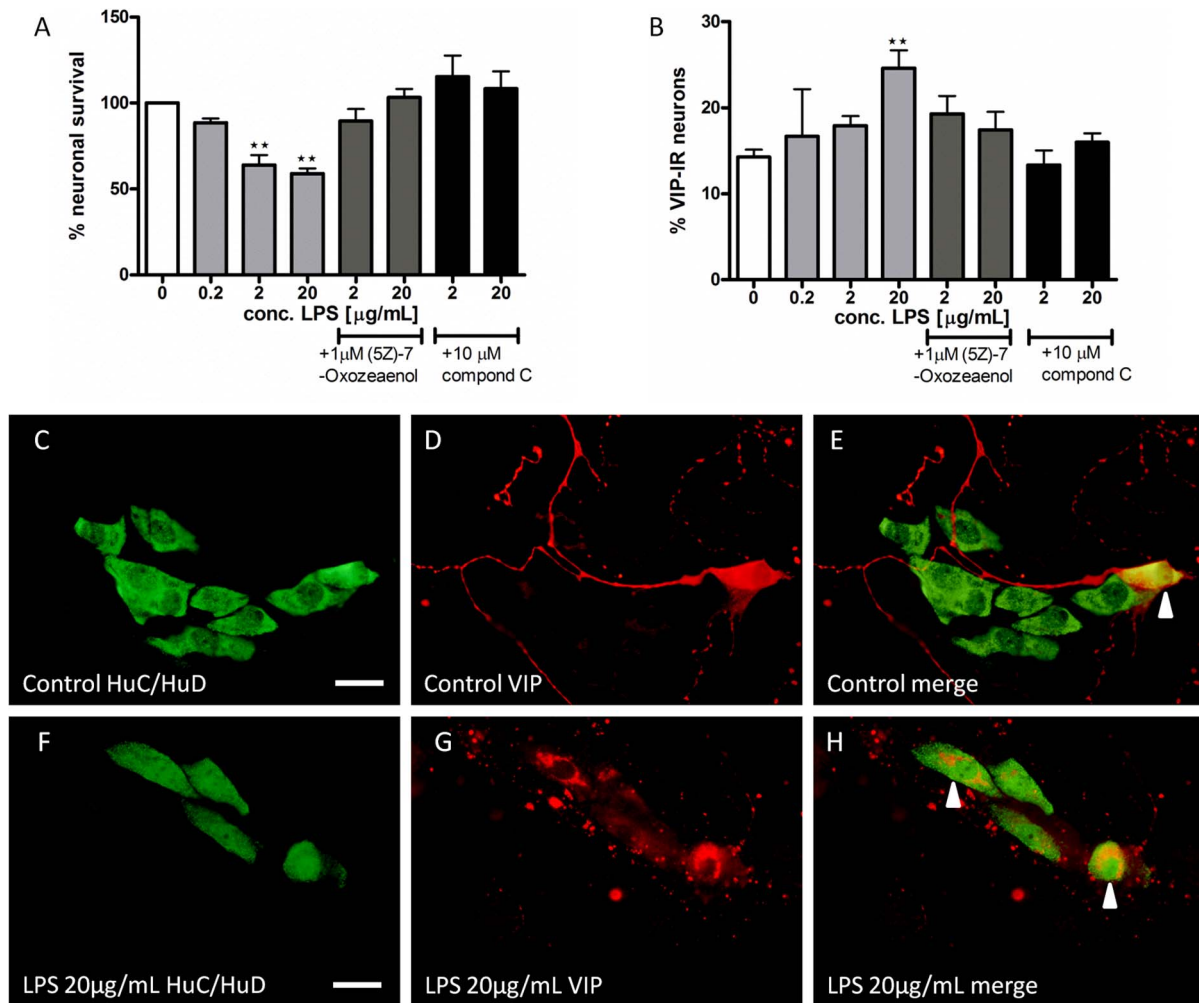 A
% neuronal survival
150
100
50
0
★★
★★
0 0.2 2 20 2 20 2 20
conc. LPS [µg/mL]
+1µM (5Z)-7
-Oxozeaenol
+10 µM
compond C
B
% VIP-IR neurons
30
20
10
0
★★
0 0.2 2 20 2 20 2 20
conc. LPS [µg/mL]
+1µM (5Z)-7
-Oxozeaenol
+10 µM
compond C
C
Control HuC/HuD
D
Control VIP
E
Control merge
F
LPS 20µg/mL HuC/HuD
G
LPS 20µg/mL VIP
H
LPS 20µg/mL merge